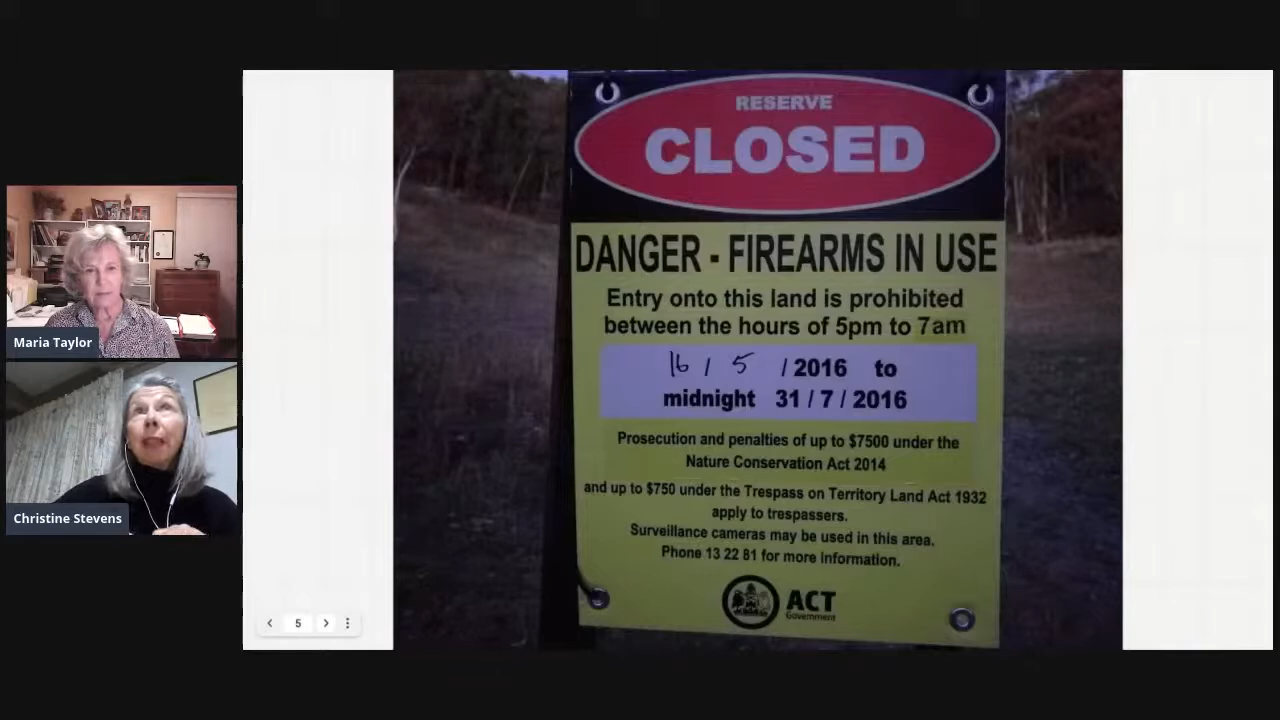 RESERVE
CLOSED
DANGER - FIREARMS IN USE
Entry onto this land is prohibited
between the hours of 5pm to 7am
16 / 5 / 2016 to
midnight 31 / 7 / 2016
Prosecution and penalties of up to $7500 under the
Nature Conservation Act 2014
and up to $750 under the Trespass on Territory Land Act 1932
apply to trespassers.
Surveillance cameras may be used in this area.
Phone 13 22 81 for more information.
ACT
Government
Maria Taylor
Christine Stevens
5